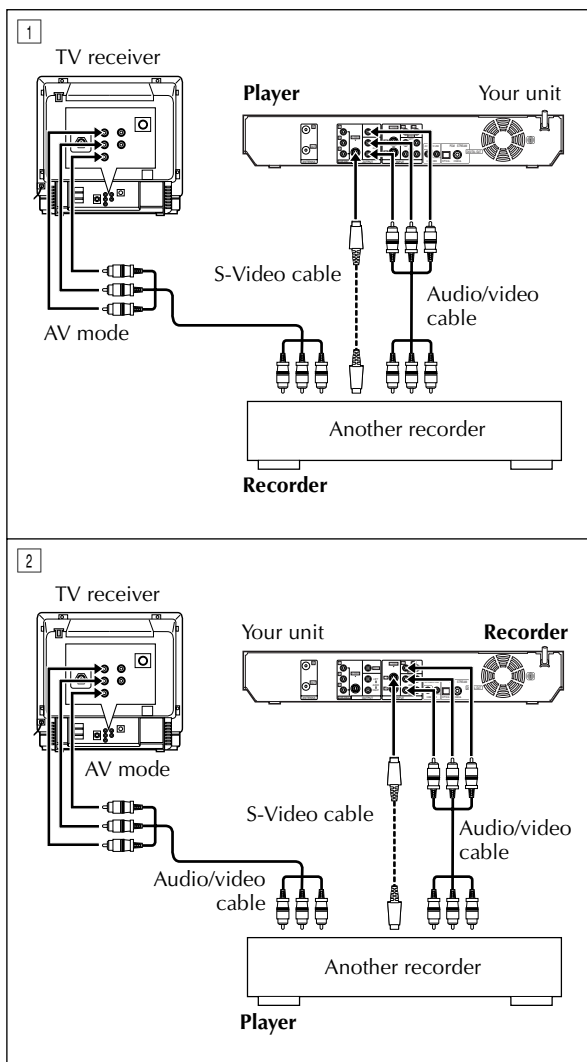 1
TV receiver
Player
Your unit
S-Video cable
Audio/video
cable
AV mode
Another recorder
Recorder
2
TV receiver
Your unit
Recorder
AV mode
S-Video cable
Audio/video
cable
Audio/video
cable
Another recorder
Player